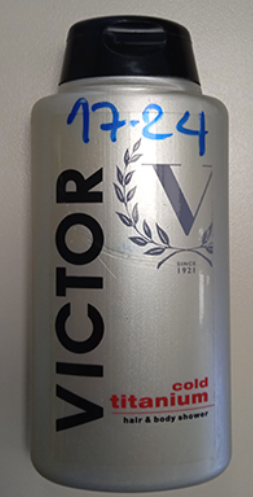 17-24
VICTOR
V
SINCE
1921
cold
titanium
hair & body shower